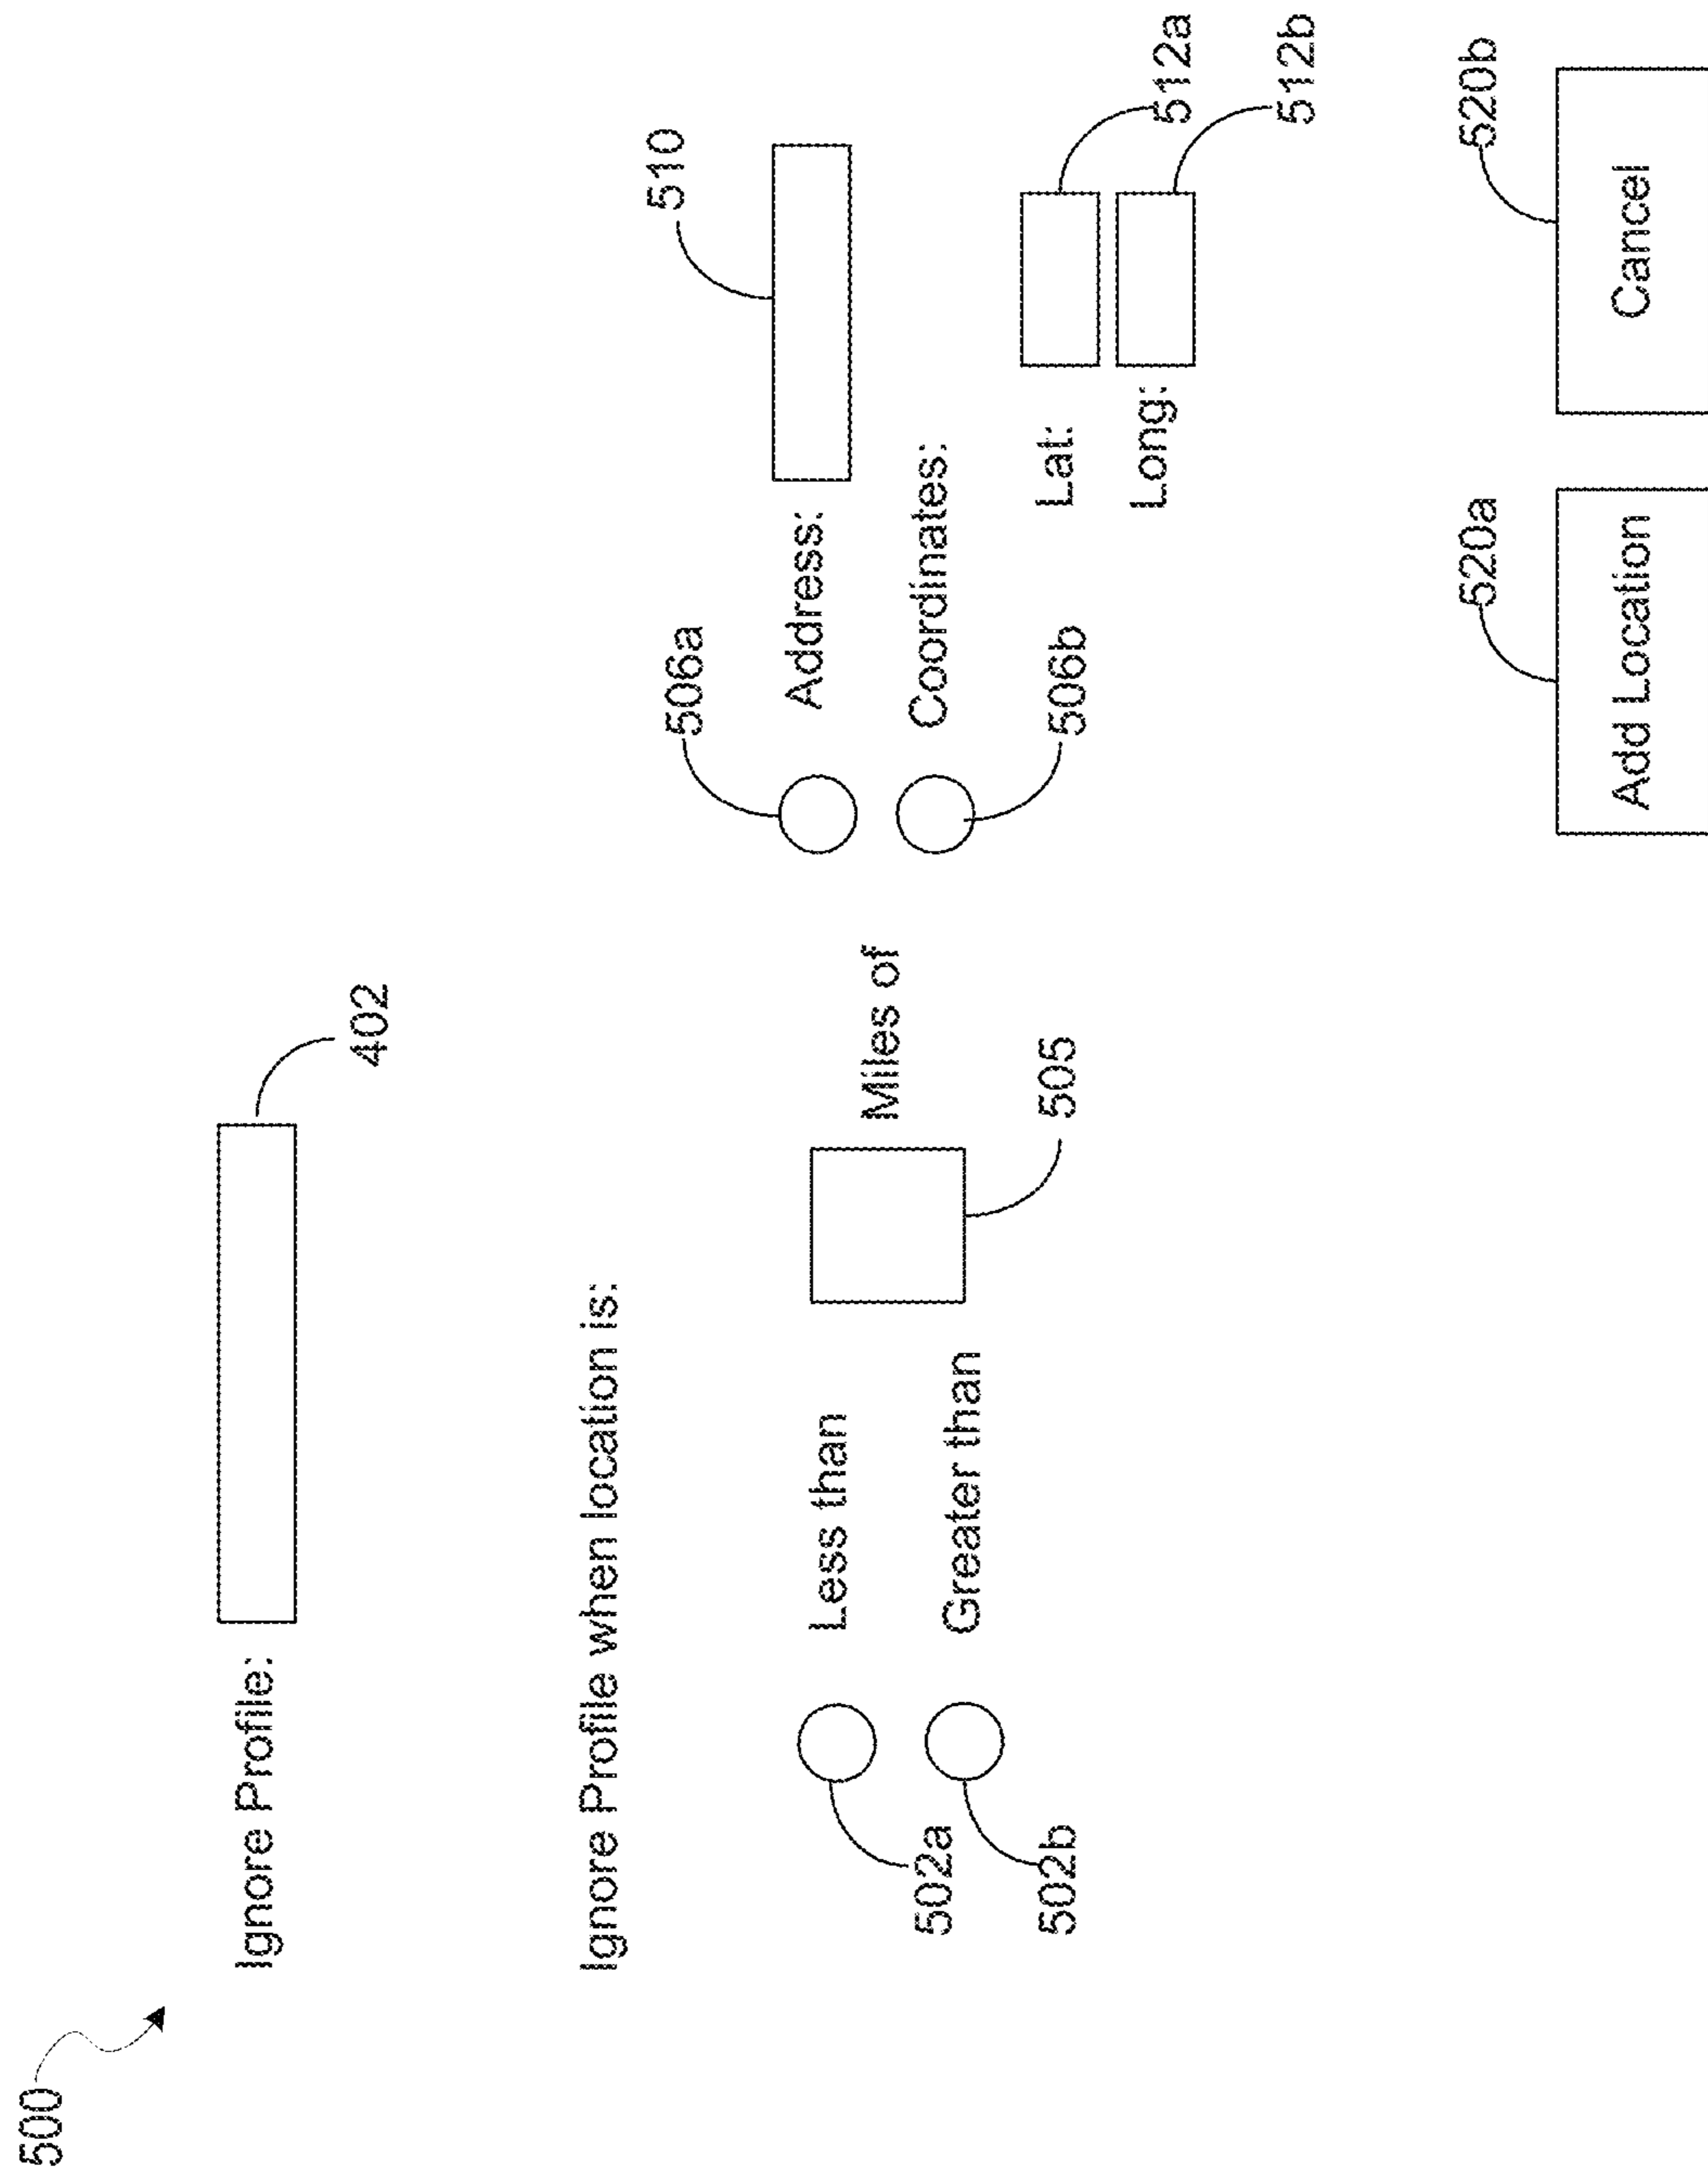 500
Ignore Profile:
402
Ignore Profile when location is:
510
506a
Less than
Miles of
Address:
Greater than
Coordinates:
502a
502b
505
506b
Lat:
512a
Long:
512b
520a
520b
Add Location
Cancel